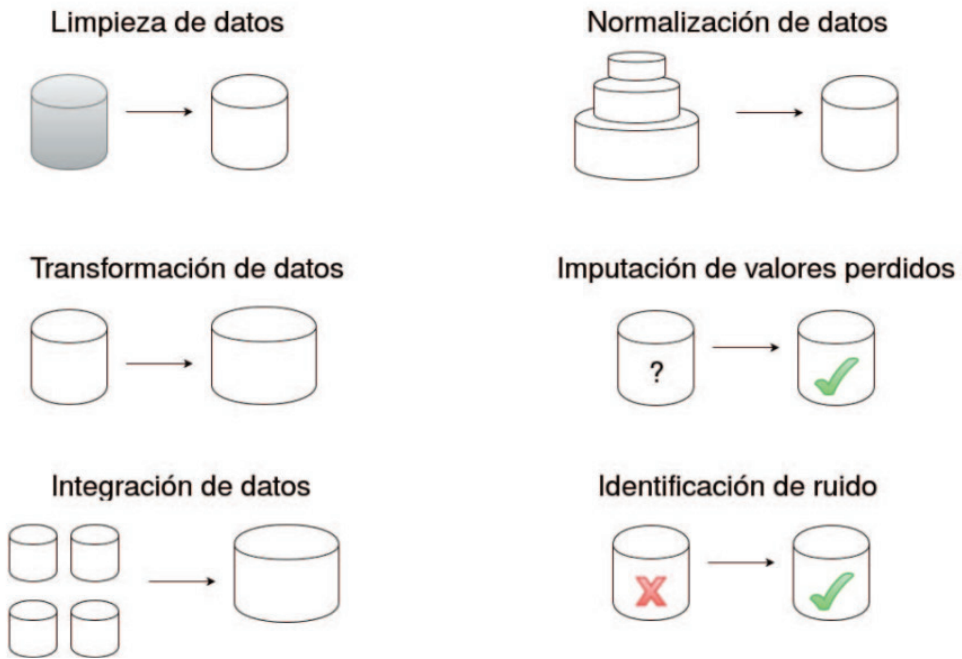 Limpieza de datos
Normalización de datos
Transformación de datos
Imputación de valores perdidos
?
Integración de datos
Identificación de ruido